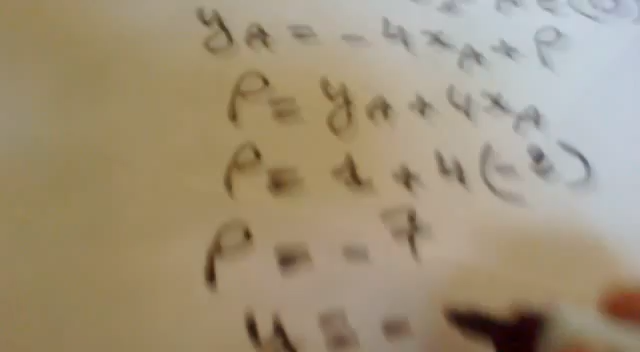 yA = -4xA + P
P = yA + 4xA
P = 1 + 4(-2)
P = -7
y = -